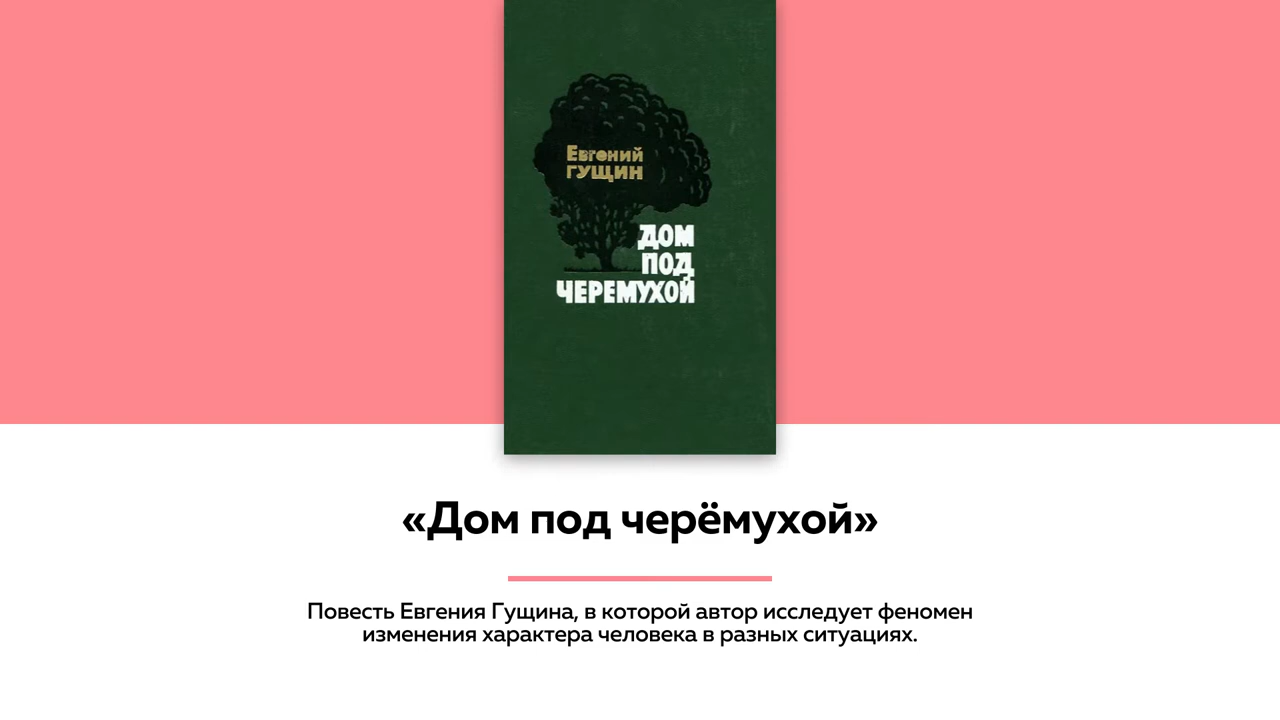 Евгений
ГУЩИН
ДОМ
ПОД
ЧЕРЕМУХОЙ
«Дом под черёмухой»
Повесть Евгения Гущина, в которой автор исследует феномен
изменения характера человека в разных ситуациях.